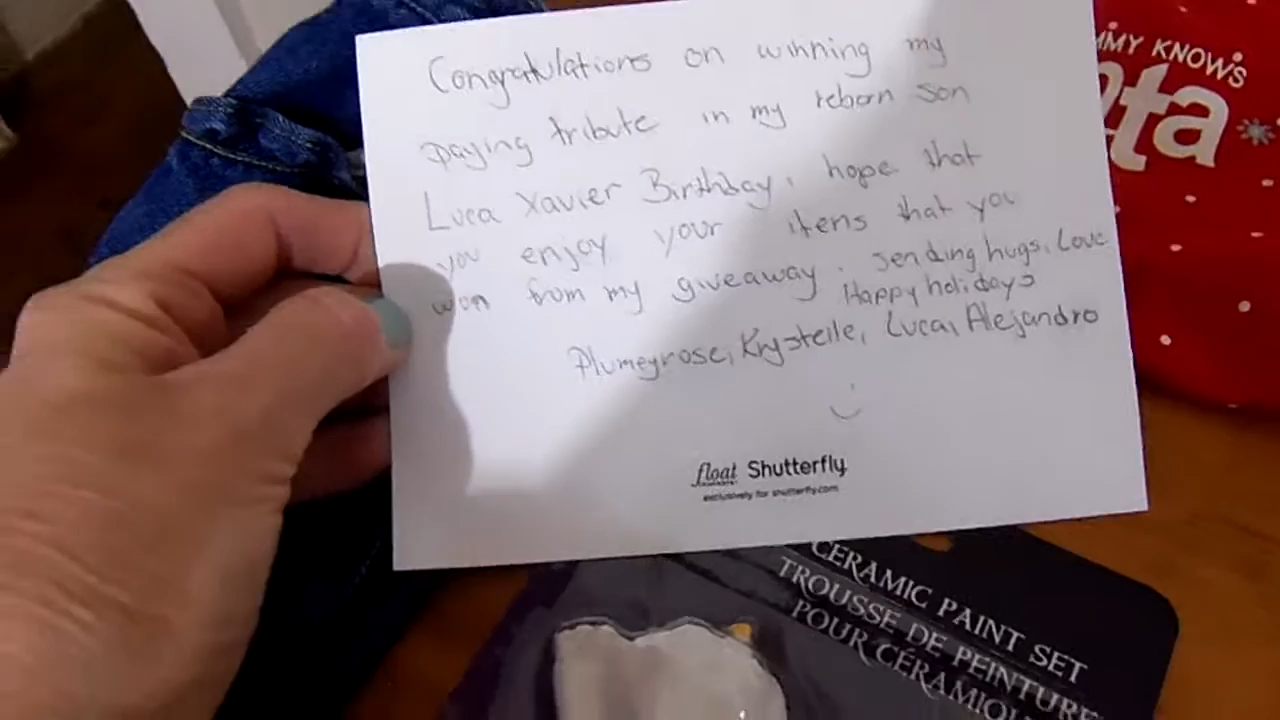 Congratulations on winning my
paying tribute in my reborn son
Luca Xavier Birthday, hope that
you enjoy your items that you
won from my giveaway. sending hugs, Love
Happy holidays
Plumeyrose, Krystelle, Luca, Alejandro
float Shutterfly
exclusively for shutterfly.com
MMY KNOWS
nta
CERAMIC PAINT SET
TROUSSE DE PEINTURE
POUR CÉRAMIQU